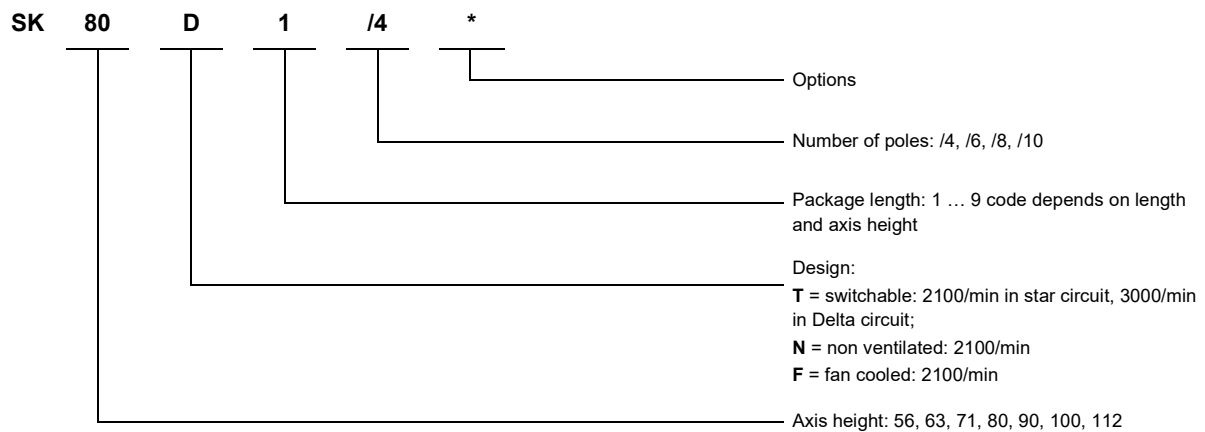 SK 80 D 1 /4 *
Options
Number of poles: /4, /6, /8, /10
Package length: 1 … 9 code depends on length
and axis height
Design:
T = switchable: 2100/min in star circuit, 3000/min
in Delta circuit;
N = non ventilated: 2100/min
F = fan cooled: 2100/min
Axis height: 56, 63, 71, 80, 90, 100, 112